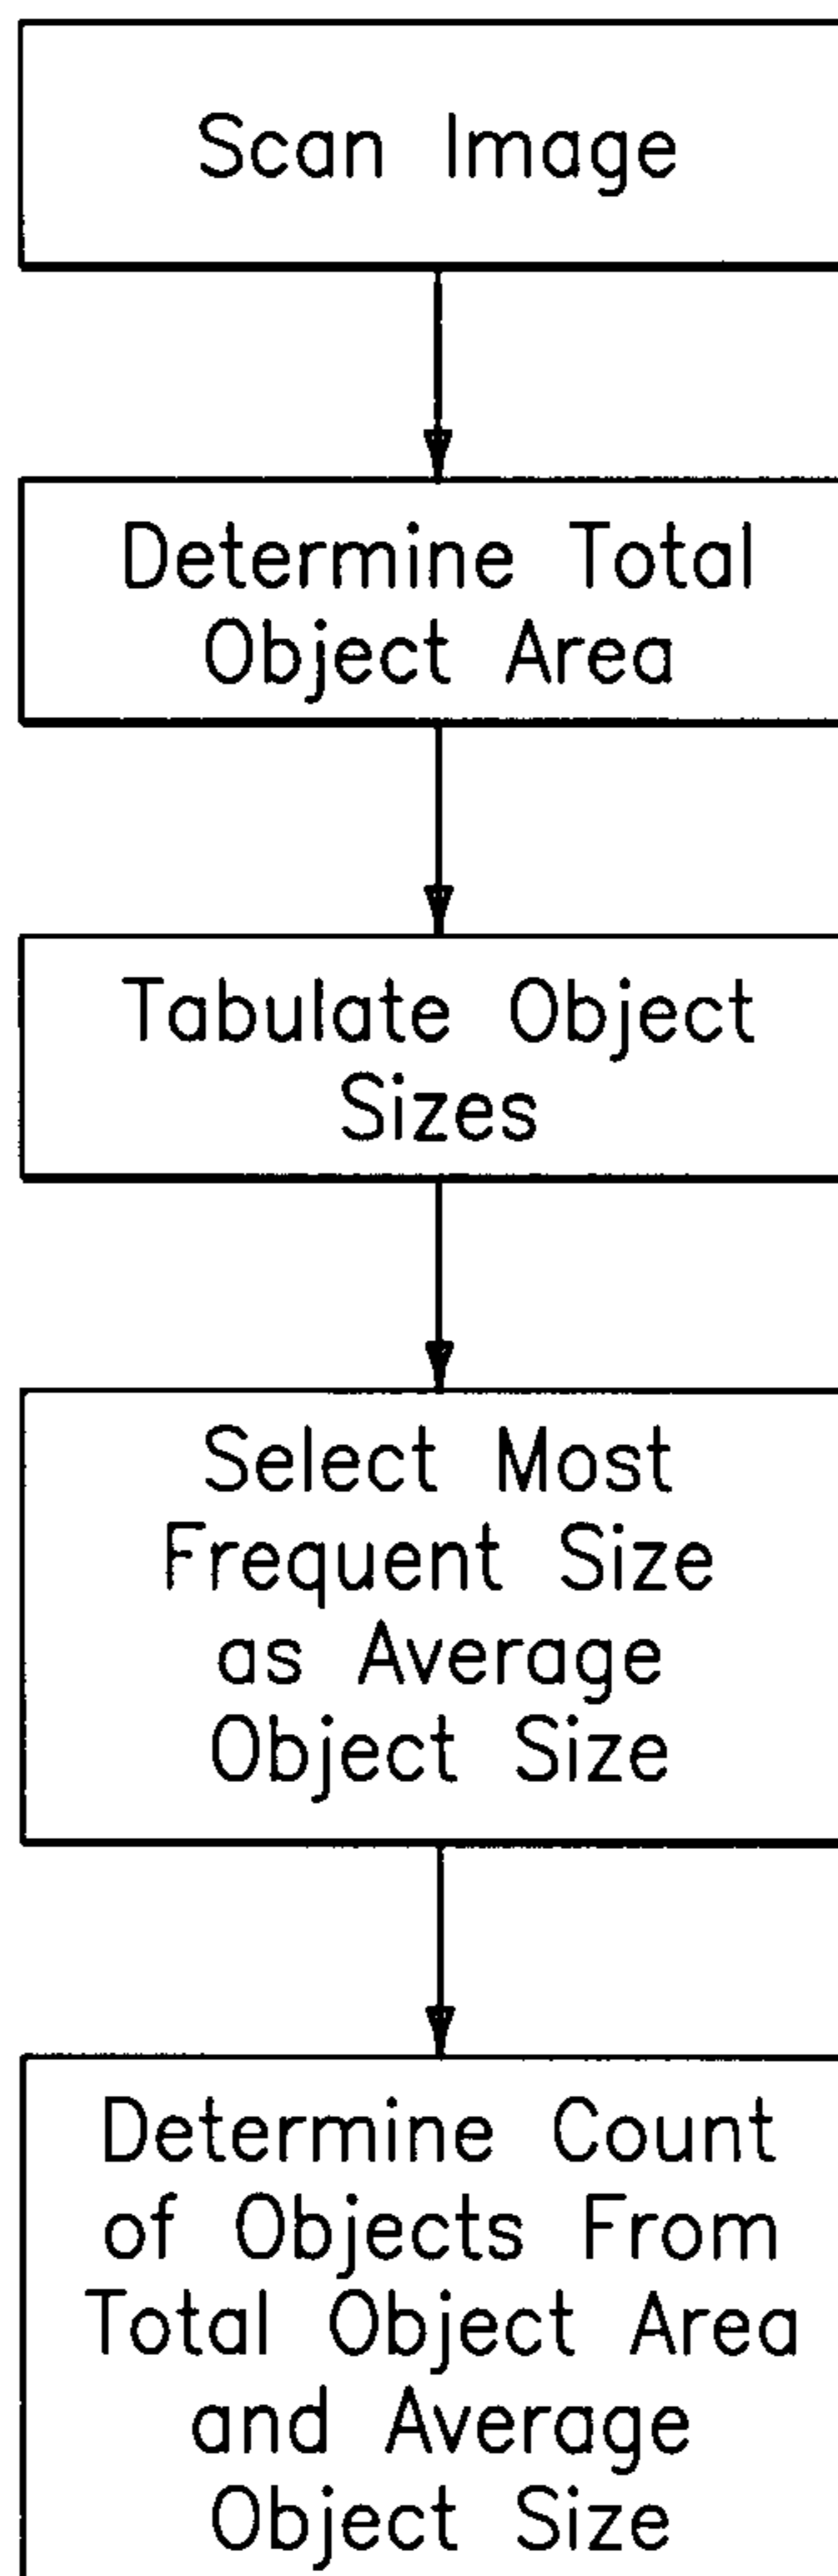 Scan Image
Determine Total
Object Area
Tabulate Object
Sizes
Select Most
Frequent Size
as Average
Object Size
Determine Count
of Objects From
Total Object Area
and Average
Object Size